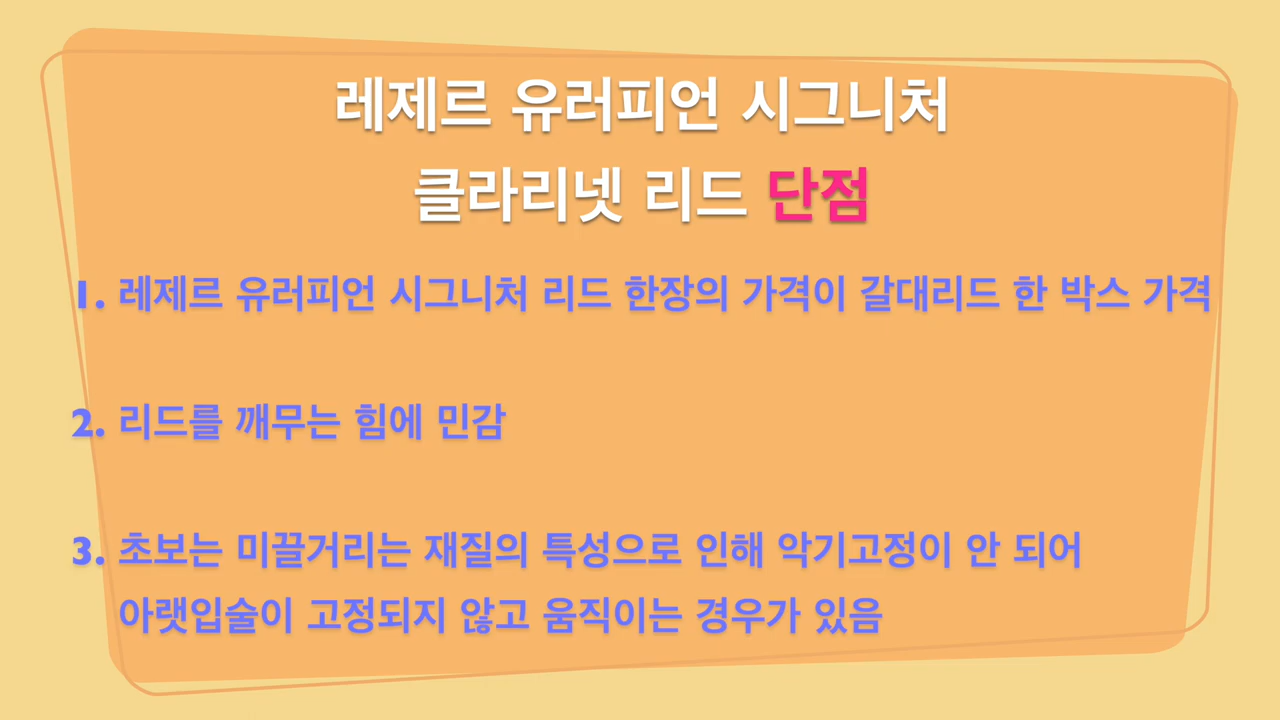 레제르 유러피언 시그니처
클라리넷 리드 단점
1. 레제르 유러피언 시그니처 리드 한장의 가격이 갈대리드 한 박스 가격
2. 리드를 깨무는 힘에 민감
3. 초보는 미끌거리는 재질의 특성으로 인해 악기고정이 안 되어
아랫입술이 고정되지 않고 움직이는 경우가 있음